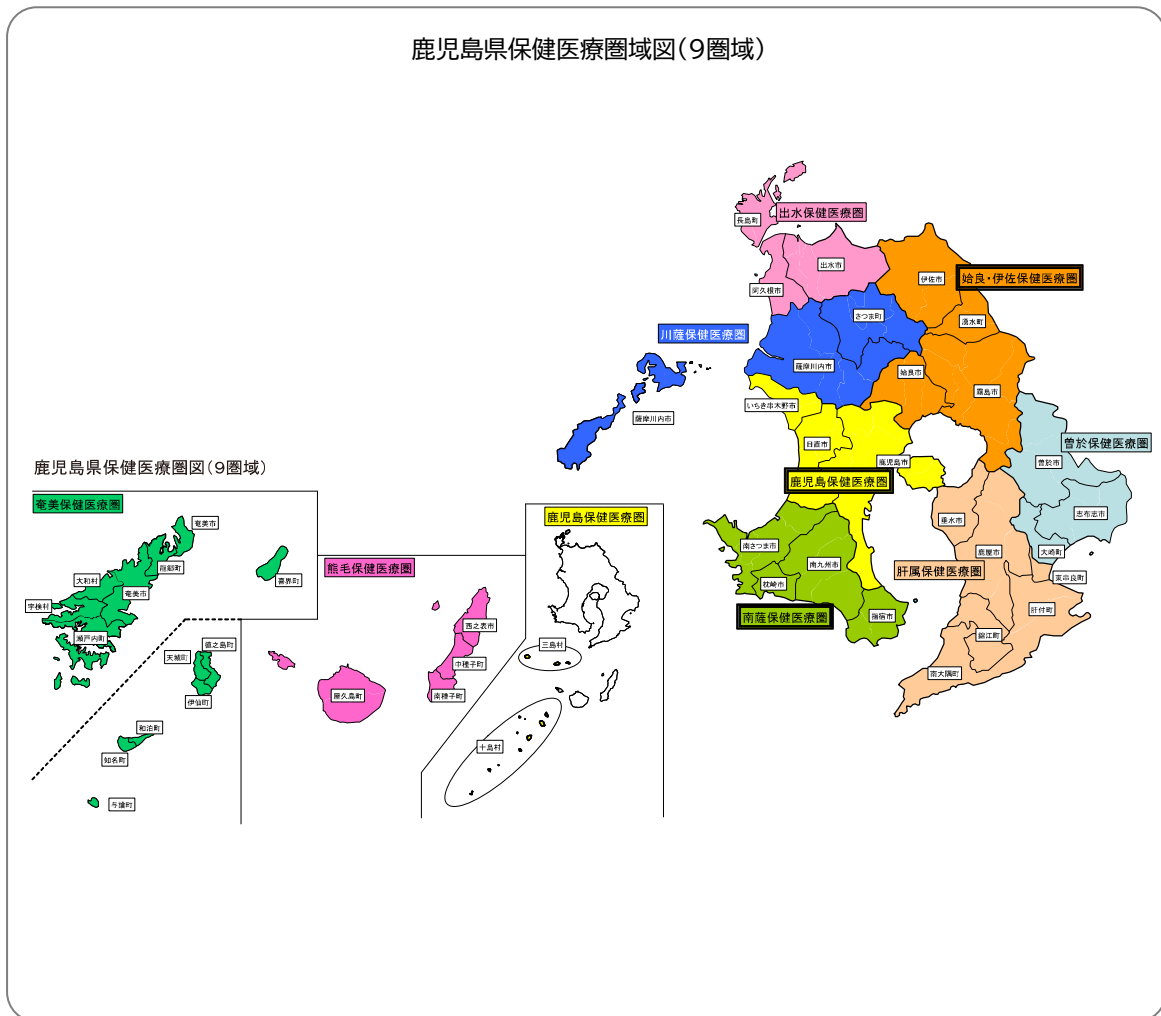 鹿児島県保健医療圏域図(9圏域)
長島町
出水保健医療圏
出水市
阿久根市
伊佐市
姶良・伊佐保健医療圏
湧水町
さつま町
川薩保健医療圏
薩摩川内市
姶良市
霧島市
薩摩川内市
いちき串木野市
日置市
鹿児島市
鹿児島保健医療圏
曽於保健医療圏
曽於市
志布志市
大崎町
垂水市
鹿屋市
東串良町
肝属保健医療圏
肝付町
錦江町
南大隅町
南さつま市
南九州市
枕崎市
指宿市
南薩保健医療圏
鹿児島県保健医療圏図(9圏域)
奄美保健医療圏
奄美市
龍郷町
大和村
奄美市
宇検村
瀬戸内町
喜界町
徳之島町
天城町
伊仙町
和泊町
知名町
与論町
熊毛保健医療圏
西之表市
中種子町
南種子町
屋久島町
鹿児島保健医療圏
三島村
十島村